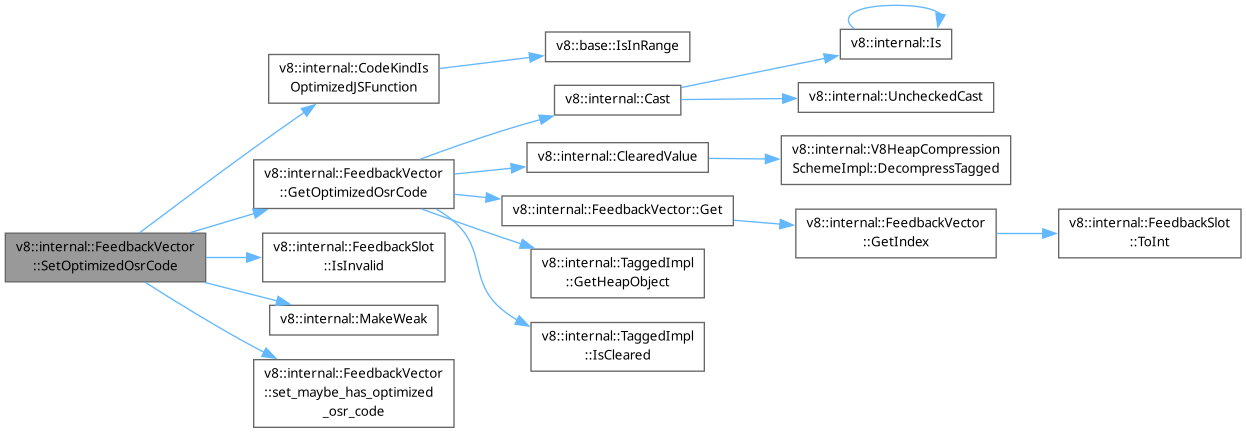 v8::internal::FeedbackVector
::SetOptimizedOsrCode
v8::internal::CodeKindIs
OptimizedJSFunction
v8::base::IsInRange
v8::internal::FeedbackVector
::GetOptimizedOsrCode
v8::internal::Cast
v8::internal::Is
v8::internal::UncheckedCast
v8::internal::ClearedValue
v8::internal::V8HeapCompression
SchemeImpl::DecompressTagged
v8::internal::FeedbackVector::Get
v8::internal::FeedbackVector
::GetIndex
v8::internal::FeedbackSlot
::ToInt
v8::internal::TaggedImpl
::GetHeapObject
v8::internal::TaggedImpl
::IsCleared
v8::internal::FeedbackSlot
::IsInvalid
v8::internal::MakeWeak
v8::internal::FeedbackVector
::set_maybe_has_optimized
_osr_code